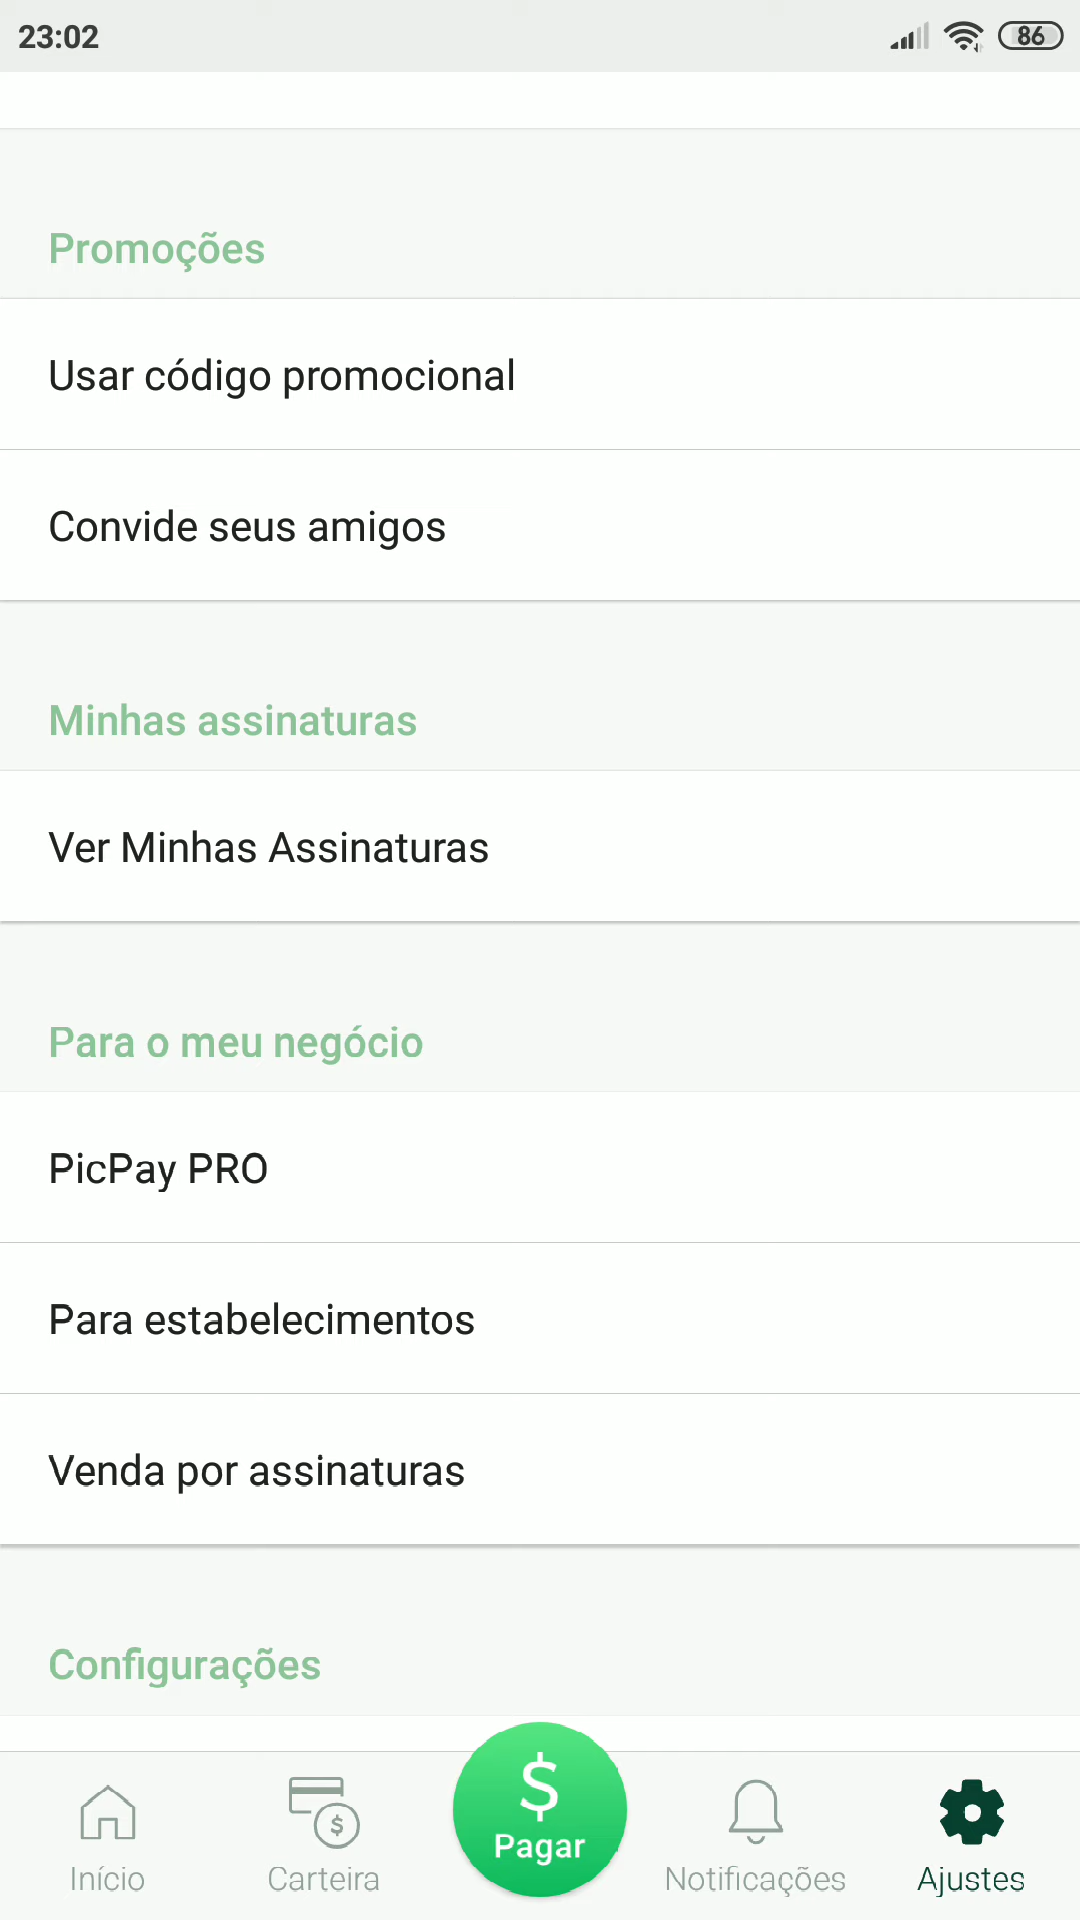 23:02
86
Promoções
Usar código promocional
Convide seus amigos
Minhas assinaturas
Ver Minhas Assinaturas
Para o meu negócio
PicPay PRO
Para estabelecimentos
Venda por assinaturas
Configurações
$
$
Pagar
Início
Carteira
Notificações
Ajustes